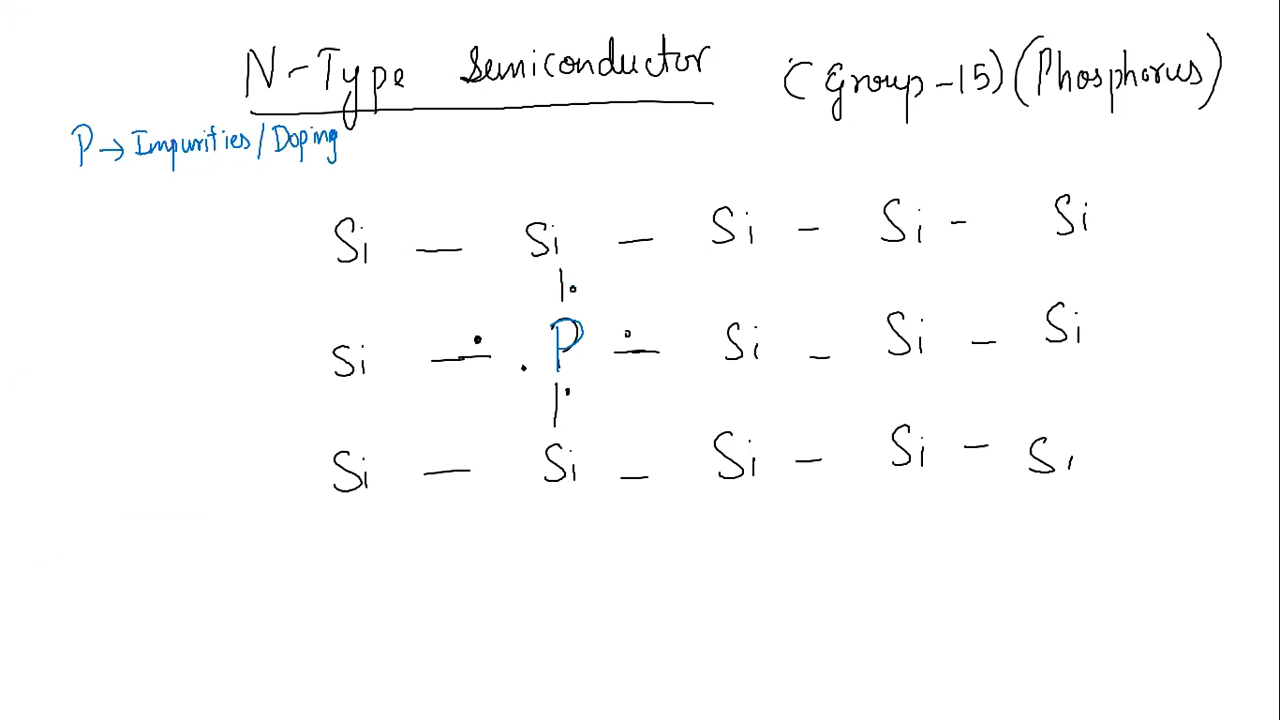 N-Type Semiconductor (Group-15) (Phosphorus)
P → Impurities/Doping
Si — Si — Si - Si - Si
Si — P — Si - Si - Si
Si — Si - Si - Si - Si